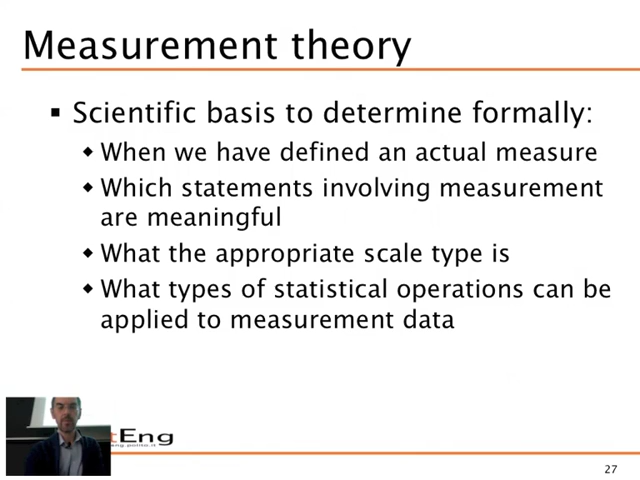 Measurement theory
▪ Scientific basis to determine formally:
◆ When we have defined an actual measure
◆ Which statements involving measurement
are meaningful
◆ What the appropriate scale type is
◆ What types of statistical operations can be
applied to measurement data
tEng
27